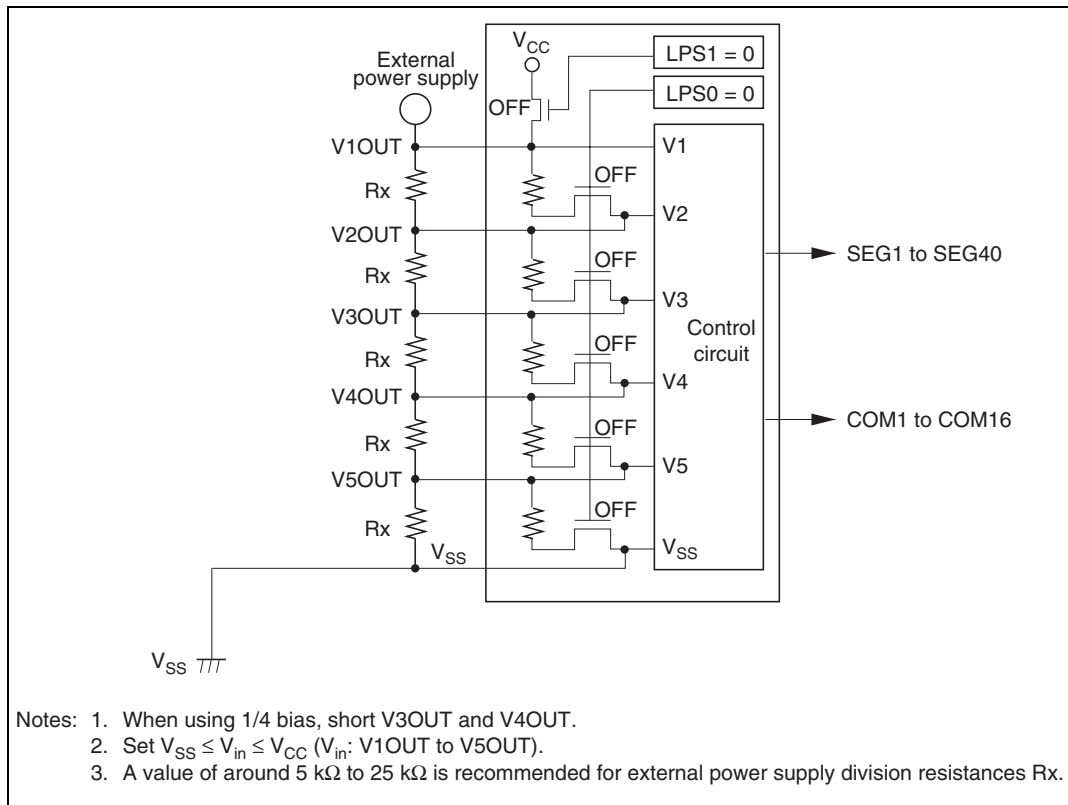 External
power supply
VCC
LPS1 = 0
LPS0 = 0
OFF
V1OUT
V1
Rx
OFF
V2
V2OUT
Rx
OFF
V3
V3OUT
Control
circuit
SEG1 to SEG40
Rx
OFF
V4
V4OUT
COM1 to COM16
Rx
OFF
V5
V5OUT
Rx
OFF
VSS
VSS
VSS
Notes: 1. When using 1/4 bias, short V3OUT and V4OUT.
2. Set VSS ≤ Vin ≤ VCC (Vin: V1OUT to V5OUT).
3. A value of around 5 kΩ to 25 kΩ is recommended for external power supply division resistances Rx.